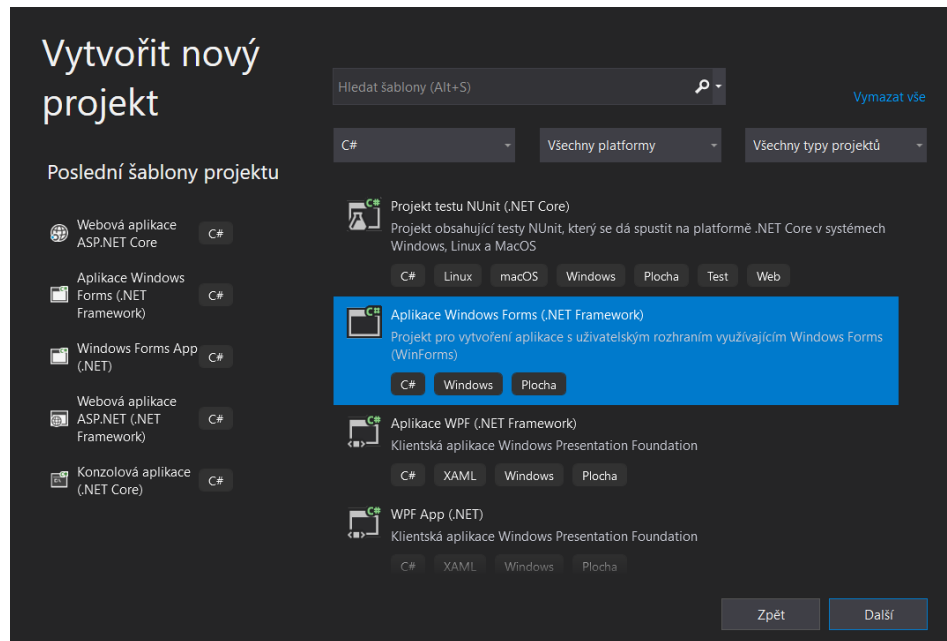 Vytvořit nový
projekt
Poslední šablony projektu
Webová aplikace
ASP.NET Core
C#
Aplikace Windows
Forms (.NET
Framework)
C#
Windows Forms App
(.NET)
C#
Webová aplikace
ASP.NET (.NET
Framework)
C#
Konzolová aplikace
(.NET Core)
C#
Hledat šablony (Alt+S)
Vymazat vše
C#
Všechny platformy
Všechny typy projektů
Projekt testu NUnit (.NET Core)
Projekt obsahující testy NUnit, který se dá spustit na platformě .NET Core v systémech
Windows, Linux a MacOS
C# Linux macOS Windows Plocha Test Web
Aplikace Windows Forms (.NET Framework)
Projekt pro vytvoření aplikace s uživatelským rozhraním využívajícím Windows Forms
(WinForms)
C# Windows Plocha
Aplikace WPF (.NET Framework)
Klientská aplikace Windows Presentation Foundation
C# XAML Windows Plocha
WPF App (.NET)
Klientská aplikace Windows Presentation Foundation
C# XAML Windows Plocha
Zpět
Další